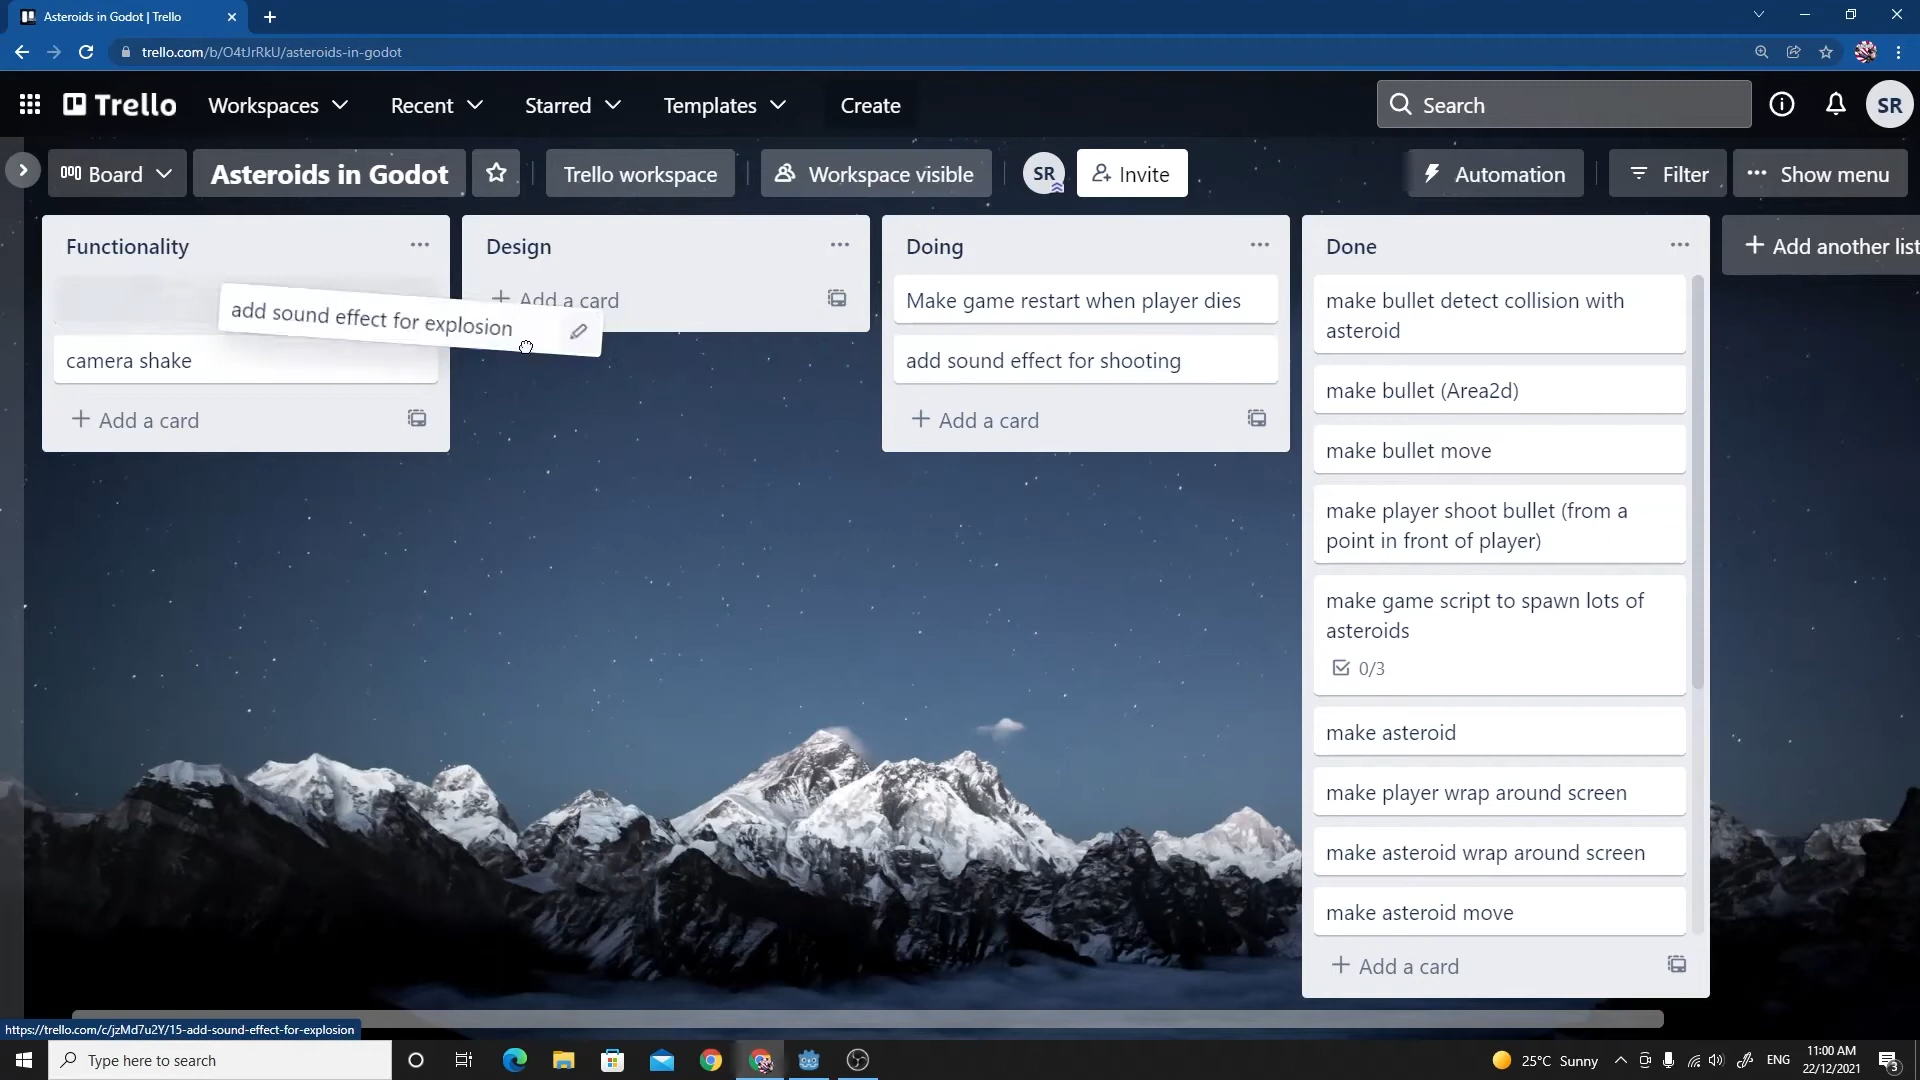 Asteroids in Godot | Trello
trello.com/b/O4tJrRkU/asteroids-in-godot
Trello
Workspaces
Recent
Starred
Templates
Create
Search
SR
Board
Asteroids in Godot
Trello workspace
Workspace visible
SR
Invite
Automation
Filter
Show menu
Functionality
add sound effect for explosion
camera shake
Add a card
Design
Add a card
Doing
Make game restart when player dies
add sound effect for shooting
Add a card
Done
make bullet detect collision with
asteroid
make bullet (Area2d)
make bullet move
make player shoot bullet (from a
point in front of player)
make game script to spawn lots of
asteroids
0/3
make asteroid
make player wrap around screen
make asteroid wrap around screen
make asteroid move
Add a card
Add another list
https://trello.com/c/jzMd7u2Y/15-add-sound-effect-for-explosion
Type here to search
25°C Sunny
ENG
11:00 AM
22/12/2021
3